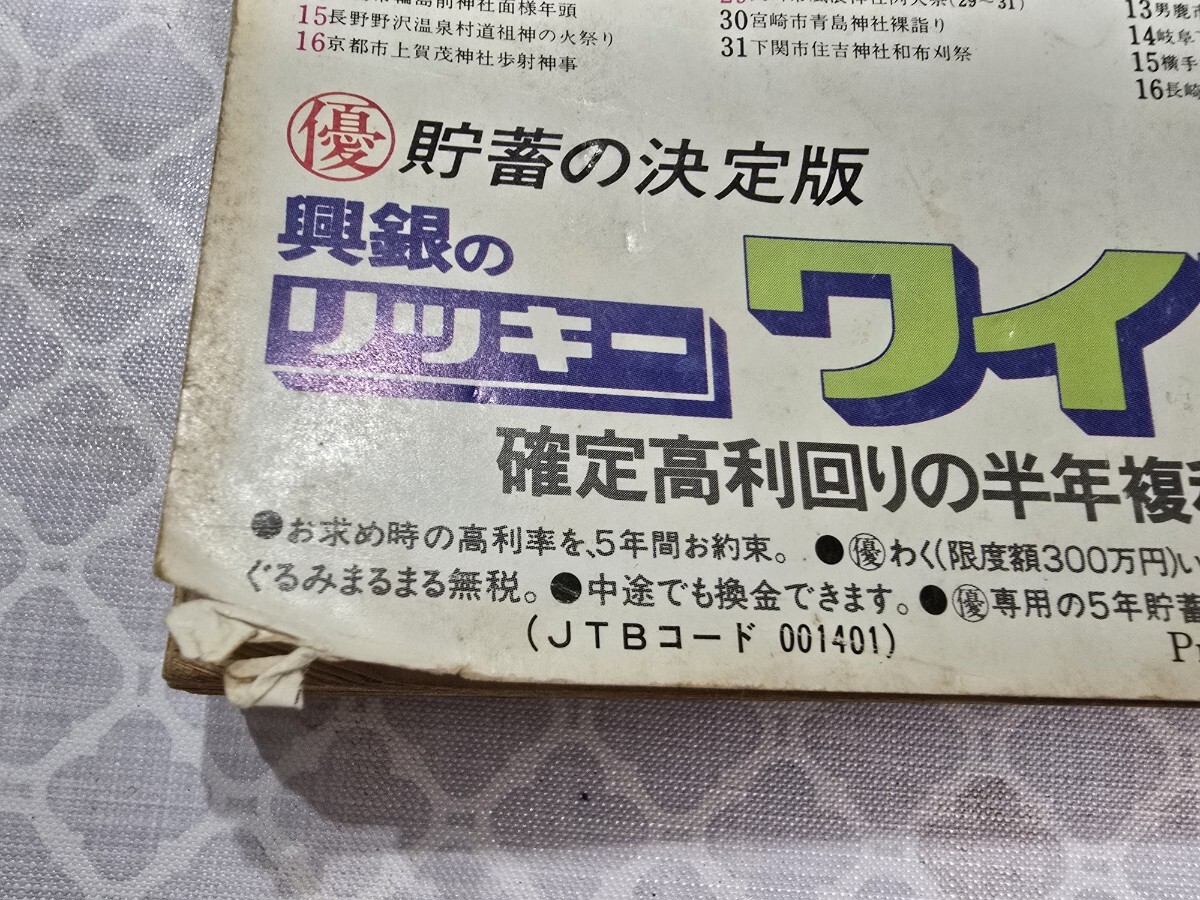 神社面様年頭
15長野野沢温泉村道祖神の火祭り
16京都市上賀茂神社歩射神事
(29〜31)
30宮崎市青島神社裸詣り
31下関市住吉神社和布刈祭
13男鹿
14岐阜
15横手
16長崎
優 貯蓄の決定版
興銀の
リッキー ワイ
確定高利回りの半年複
●お求め時の高利率を、5年間お約束。●優わく(限度額300万円)い
ぐるみまるまる無税。●中途でも換金できます。●優専用の5年貯蓄
(JTBコード 001401)